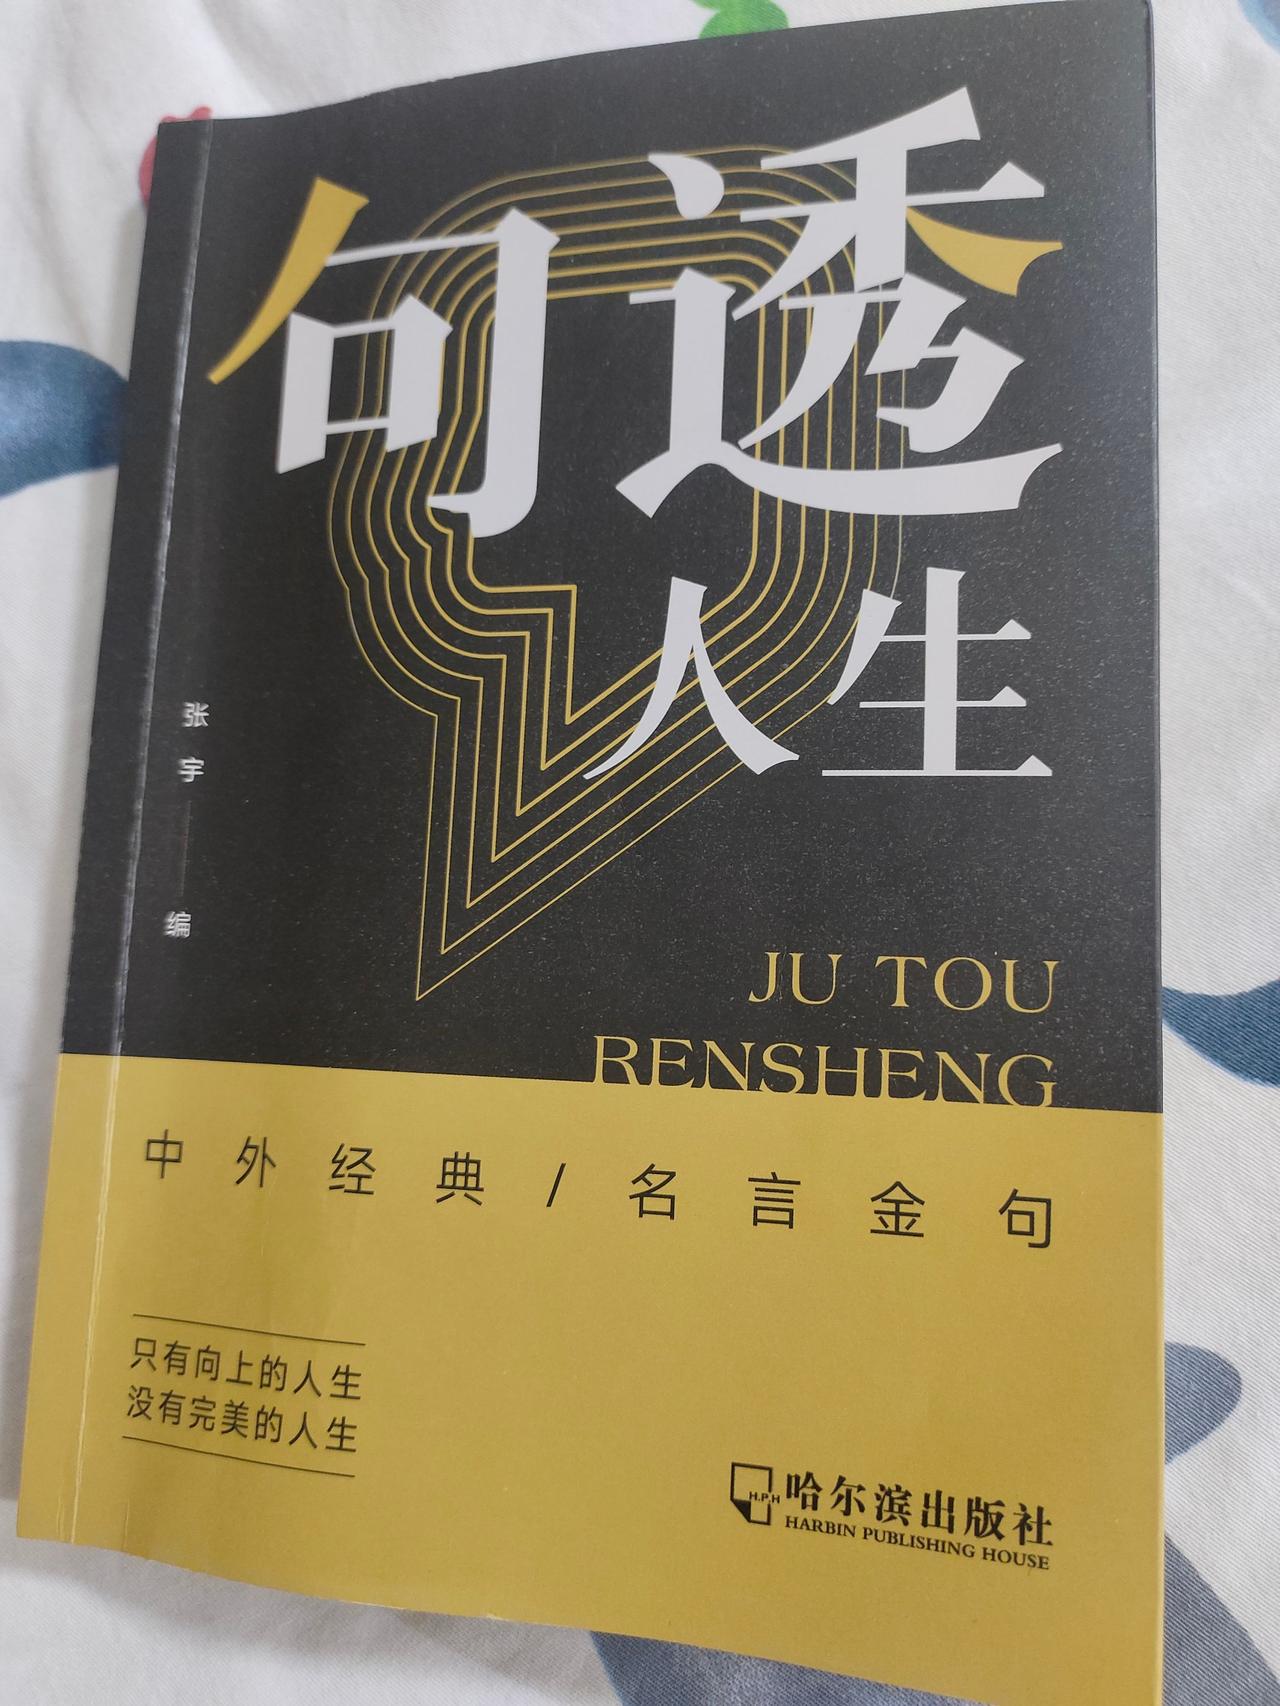 句透
人生
张宇 编
JU TOU
RENSHENG
中外经典/名言金句
只有向上的人生
没有完美的人生
H.P.H
哈尔滨出版社
HARBIN PUBLISHING HOUSE